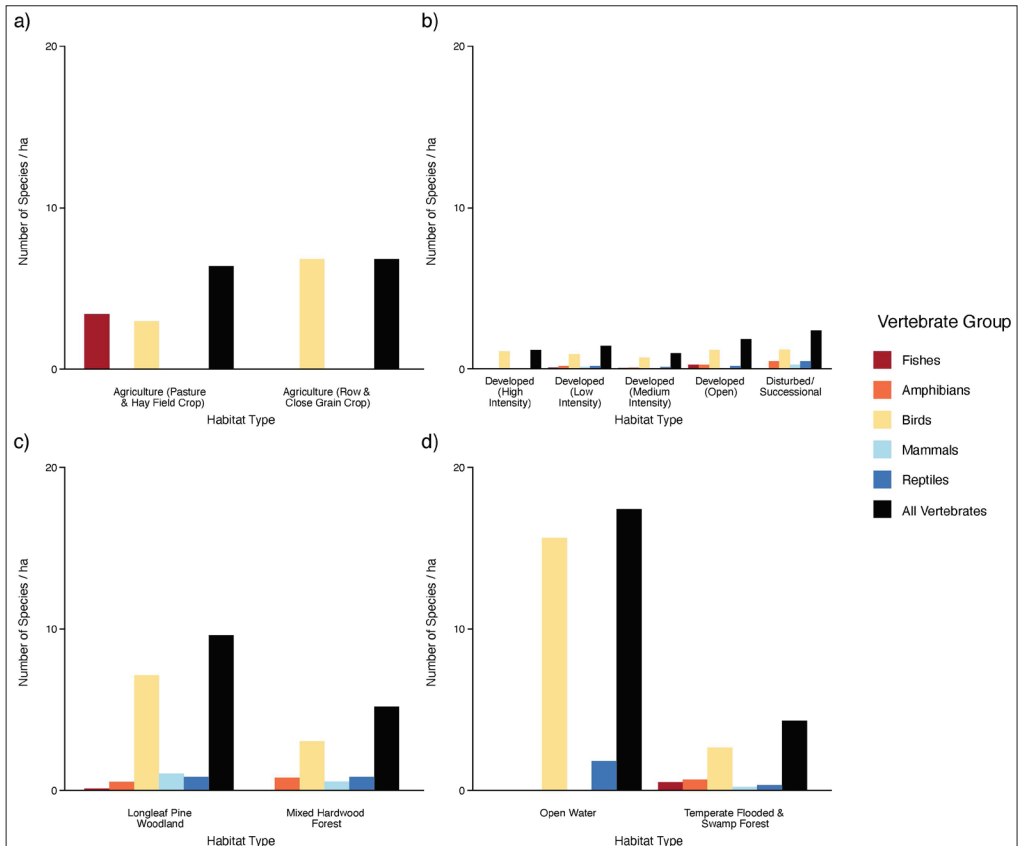 a)
20
10
0
Number of Species / ha
Agriculture (Pasture
& Hay Field Crop)
Agriculture (Row &
Close Grain Crop)
Habitat Type
b)
20
10
0
Number of Species / ha
Developed
(High
Intensity)
Developed
(Low
Intensity)
Developed
(Medium
Intensity)
Developed
(Open)
Disturbed/
Successional
Habitat Type
c)
20
10
0
Number of Species / ha
Longleaf Pine
Woodland
Mixed Hardwood
Forest
Habitat Type
d)
20
10
0
Number of Species / ha
Open Water
Temperate Flooded &
Swamp Forest
Habitat Type
Vertebrate Group
Fishes
Amphibians
Birds
Mammals
Reptiles
All Vertebrates